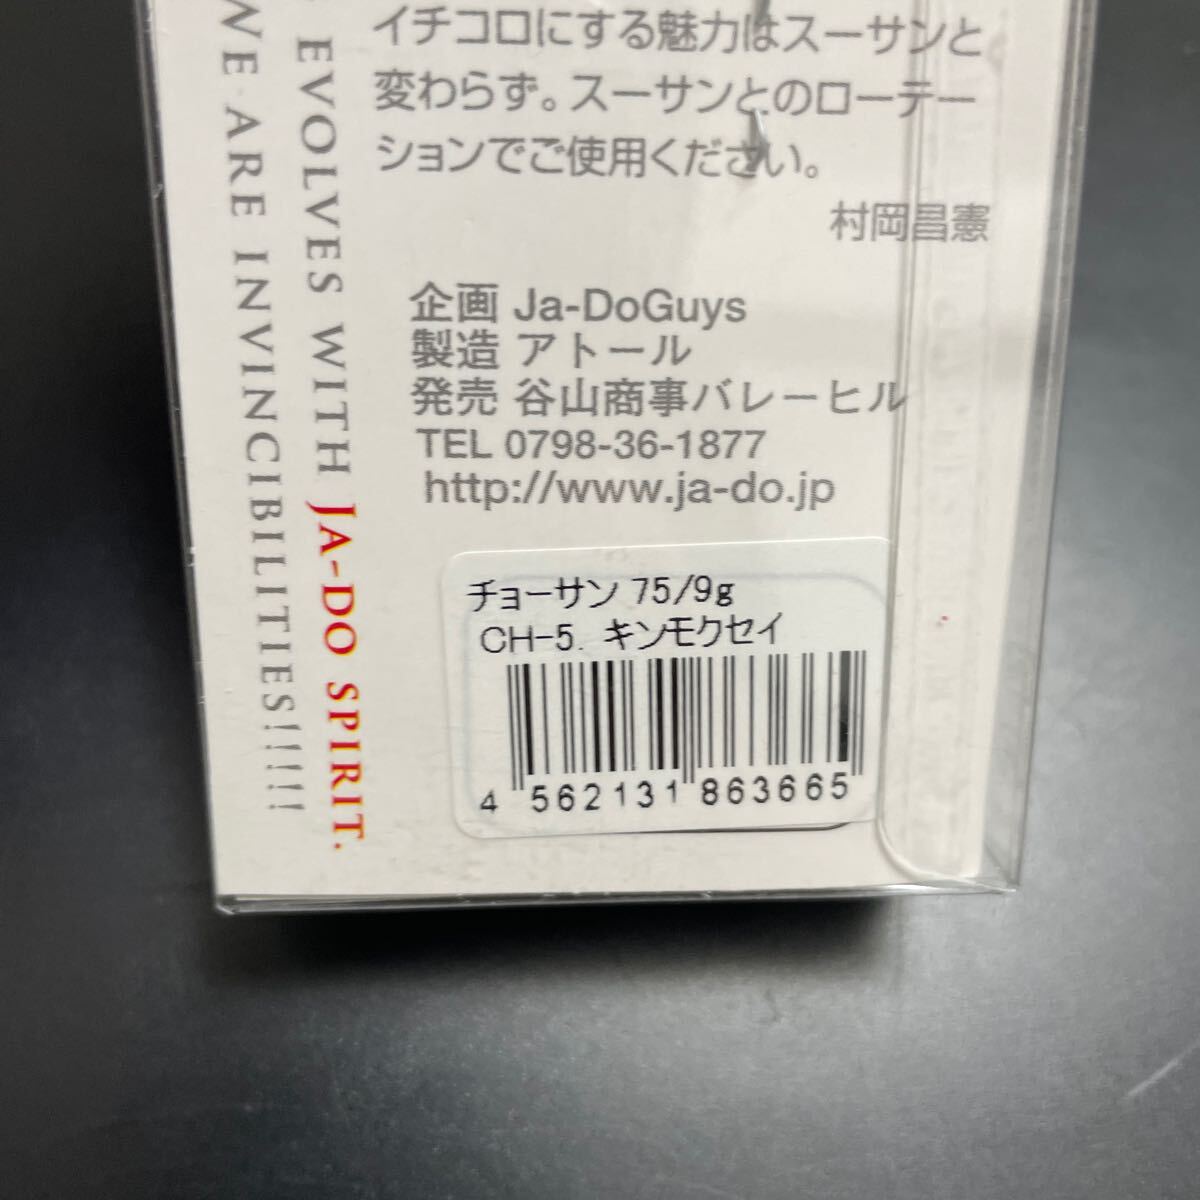 イチコロにする魅力はスーサンと
変わらず。スーサンとのローテー
ションでご使用ください。
村岡昌憲
企画 Ja-DoGuys
製造 アトール
発売 谷山商事バレーヒル
TEL 0798-36-1877
http://www.ja-do.jp
EVOLVES WITH JA-DO SPIRIT.
WE ARE INVINCIBILITIES!!!!!
チョーサン 75/9g
CH-5. キンモクセイ
4 562131 863665